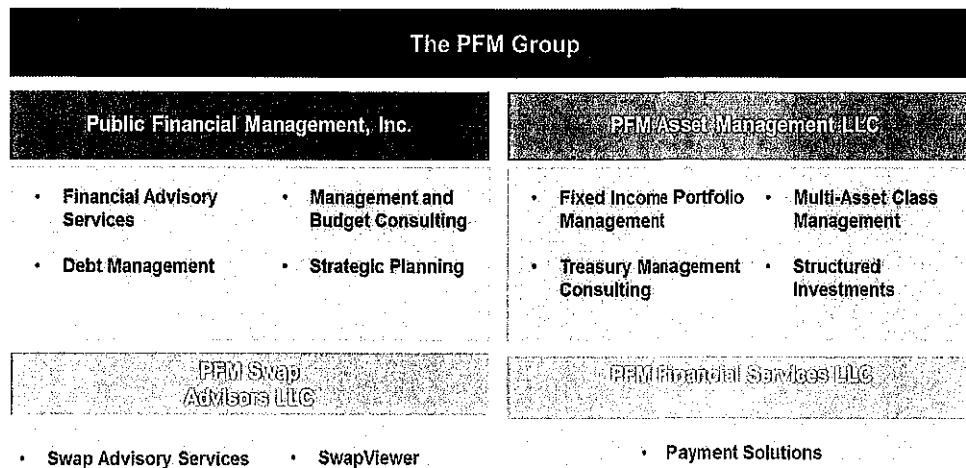 The PFM Group
Public Financial Management, Inc.
• Financial Advisory
Services
• Management and
Budget Consulting
• Debt Management
• Strategic Planning
PFM Asset Management LLC
• Fixed Income Portfolio
Management
• Multi-Asset Class
Management
• Treasury Management
Consulting
• Structured
Investments
PFM Swap
Advisors LLC
• Swap Advisory Services
• SwapViewer
PFM Financial Services LLC
• Payment Solutions